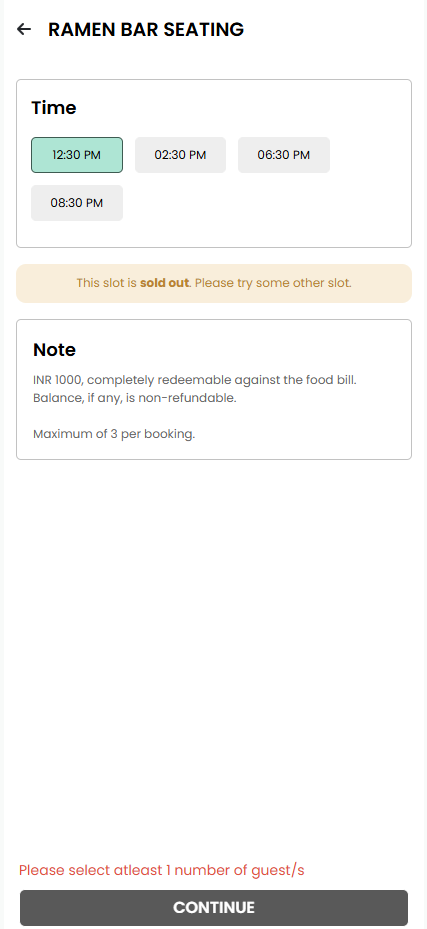 RAMEN BAR SEATING
Time
12:30 PM 02:30 PM 06:30 PM
08:30 PM
This slot is sold out. Please try some other slot.
Note
INR 1000, completely redeemable against the food bill.
Balance, if any, is non-refundable.
Maximum of 3 per booking.
Please select atleast 1 number of guest/s
CONTINUE